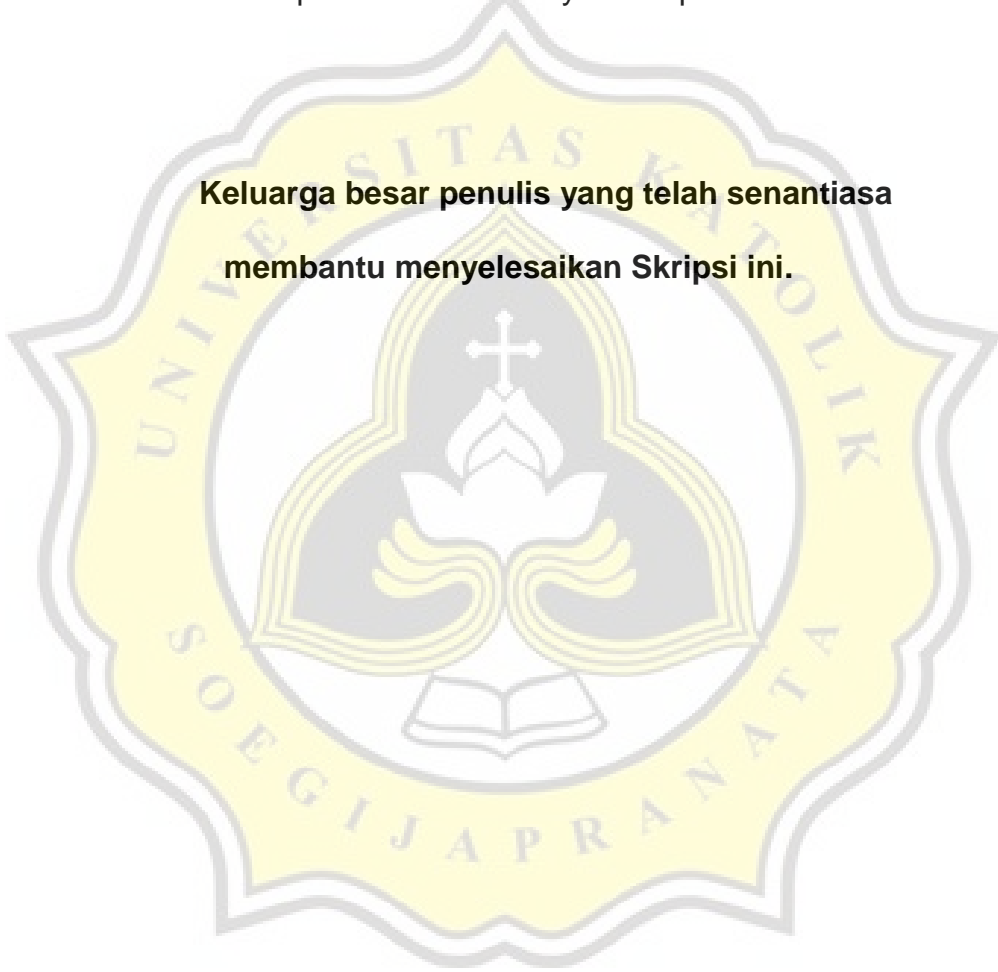 Keluarga besar penulis yang telah senantiasa
membantu menyelesaikan Skripsi ini.
UNIVERSITAS KATOLIK
SOEGIJAPRANATA